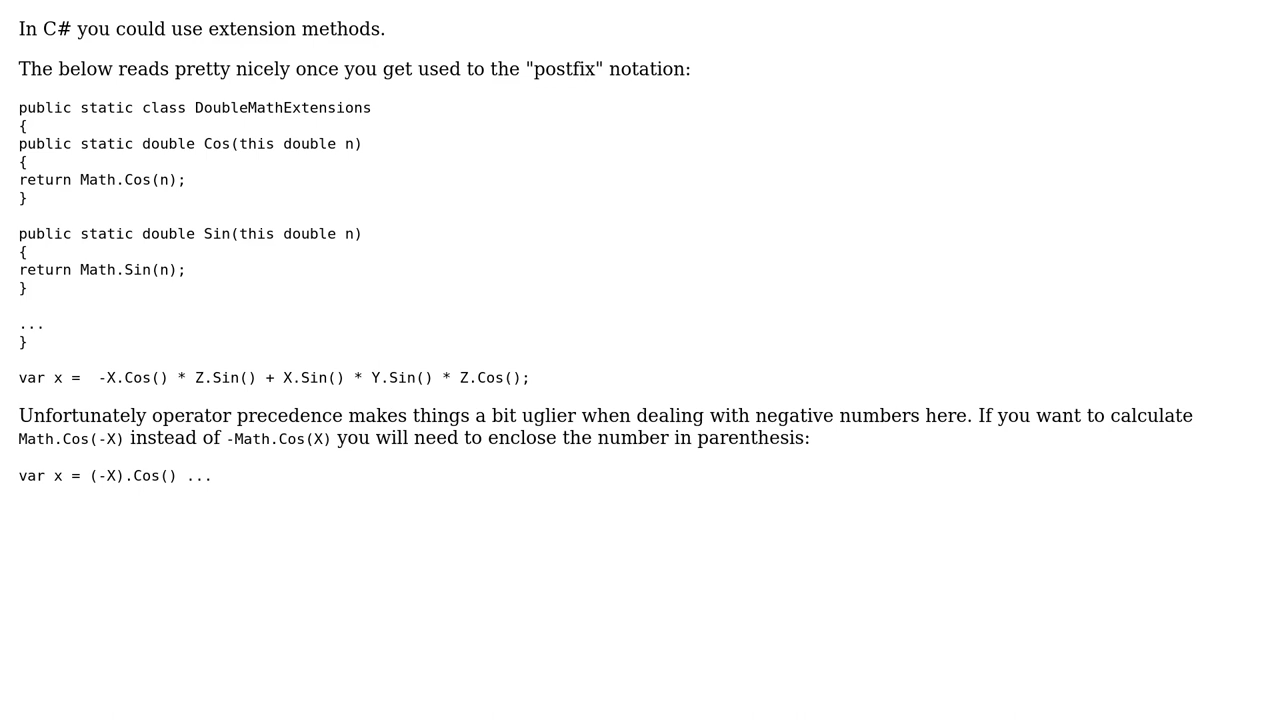 In C# you could use extension methods.
The below reads pretty nicely once you get used to the "postfix" notation:
public static class DoubleMathExtensions
{
public static double Cos(this double n)
{
return Math.Cos(n);
}
public static double Sin(this double n)
{
return Math.Sin(n);
}
...
}
var x =  -X.Cos() * Z.Sin() + X.Sin() * Y.Sin() * Z.Cos();
Unfortunately operator precedence makes things a bit uglier when dealing with negative numbers here. If you want to calculate
Math.Cos(-X) instead of -Math.Cos(X) you will need to enclose the number in parenthesis:
var x = (-X).Cos() ...